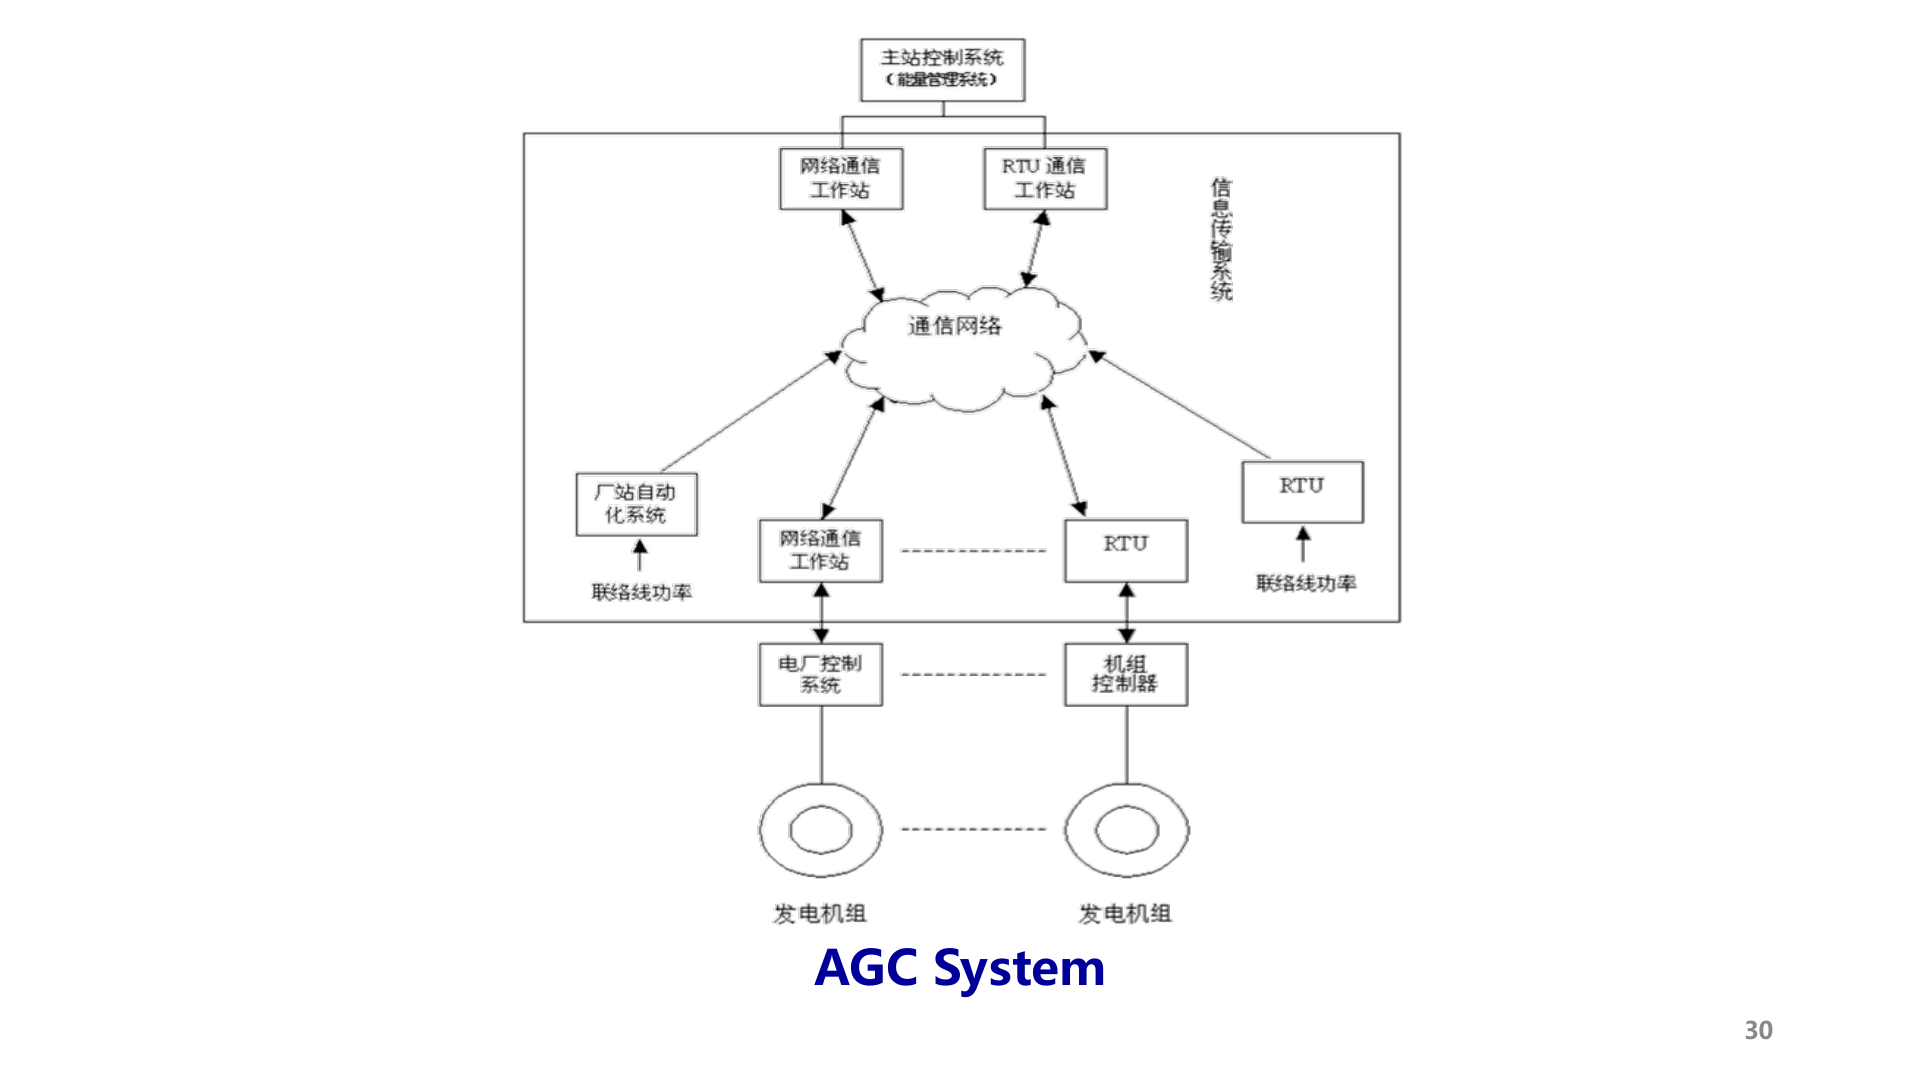 主站控制系统
（能量管理系统）
网络通信
工作站
RTU 通信
工作站
信息传输系统
通信网络
厂站自动
化系统
联络线功率
网络通信
工作站
RTU
RTU
联络线功率
电厂控制
系统
机组
控制器
发电机组
发电机组
AGC System
30